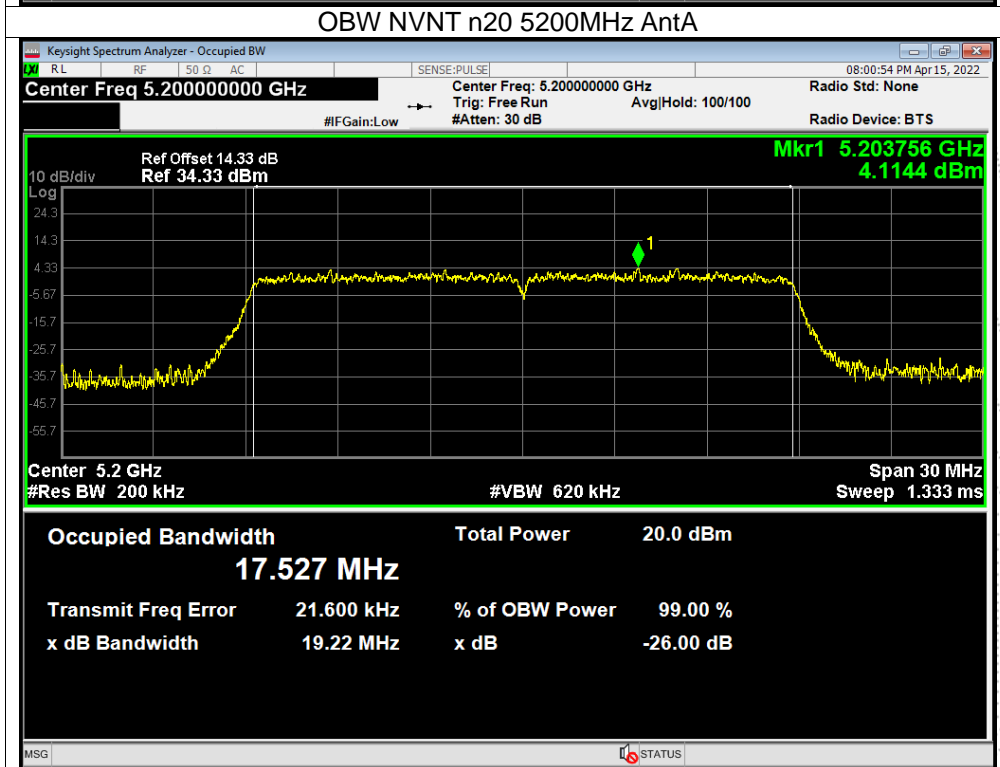 OBW NVNT n20 5200MHz AntA
Keysight Spectrum Analyzer - Occupied BW
LXI RL RF 50 Ω AC SENSE:PULSE 08:00:54 PM Apr 15, 2022
Center Freq 5.200000000 GHz Center Freq: 5.200000000 GHz Radio Std: None
Trig: Free Run Avg|Hold: 100/100
#IFGain:Low #Atten: 30 dB Radio Device: BTS
Mkr1 5.203756 GHz
4.1144 dBm
Ref Offset 14.33 dB
10 dB/div Ref 34.33 dBm
Log
24.3
14.3
1
4.33
-5.67
-15.7
-25.7
-35.7
-45.7
-55.7
Center 5.2 GHz Span 30 MHz
#Res BW 200 kHz #VBW 620 kHz Sweep 1.333 ms
Occupied Bandwidth Total Power 20.0 dBm
17.527 MHz
Transmit Freq Error 21.600 kHz % of OBW Power 99.00 %
x dB Bandwidth 19.22 MHz x dB -26.00 dB
MSG STATUS